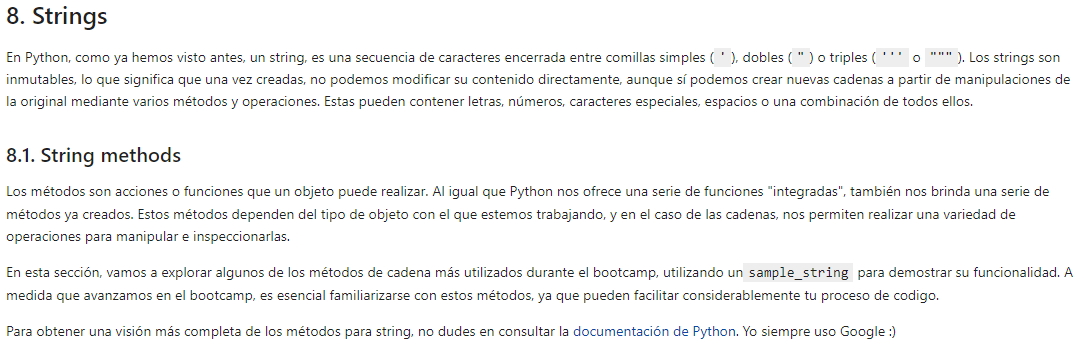 8. Strings
En Python, como ya hemos visto antes, un string, es una secuencia de caracteres encerrada entre comillas simples ( ' ), dobles ( " ) o triples ( ''' o """ ). Los strings son
inmutables, lo que significa que una vez creadas, no podemos modificar su contenido directamente, aunque sí podemos crear nuevas cadenas a partir de manipulaciones de
la original mediante varios métodos y operaciones. Estas pueden contener letras, números, caracteres especiales, espacios o una combinación de todos ellos.
8.1. String methods
Los métodos son acciones o funciones que un objeto puede realizar. Al igual que Python nos ofrece una serie de funciones "integradas", también nos brinda una serie de
métodos ya creados. Estos métodos dependen del tipo de objeto con el que estemos trabajando, y en el caso de las cadenas, nos permiten realizar una variedad de
operaciones para manipular e inspeccionarlas.
En esta sección, vamos a explorar algunos de los métodos de cadena más utilizados durante el bootcamp, utilizando un sample_string para demostrar su funcionalidad. A
medida que avanzamos en el bootcamp, es esencial familiarizarse con estos métodos, ya que pueden facilitar considerablemente tu proceso de codigo.
Para obtener una visión más completa de los métodos para string, no dudes en consultar la documentación de Python. Yo siempre uso Google :)